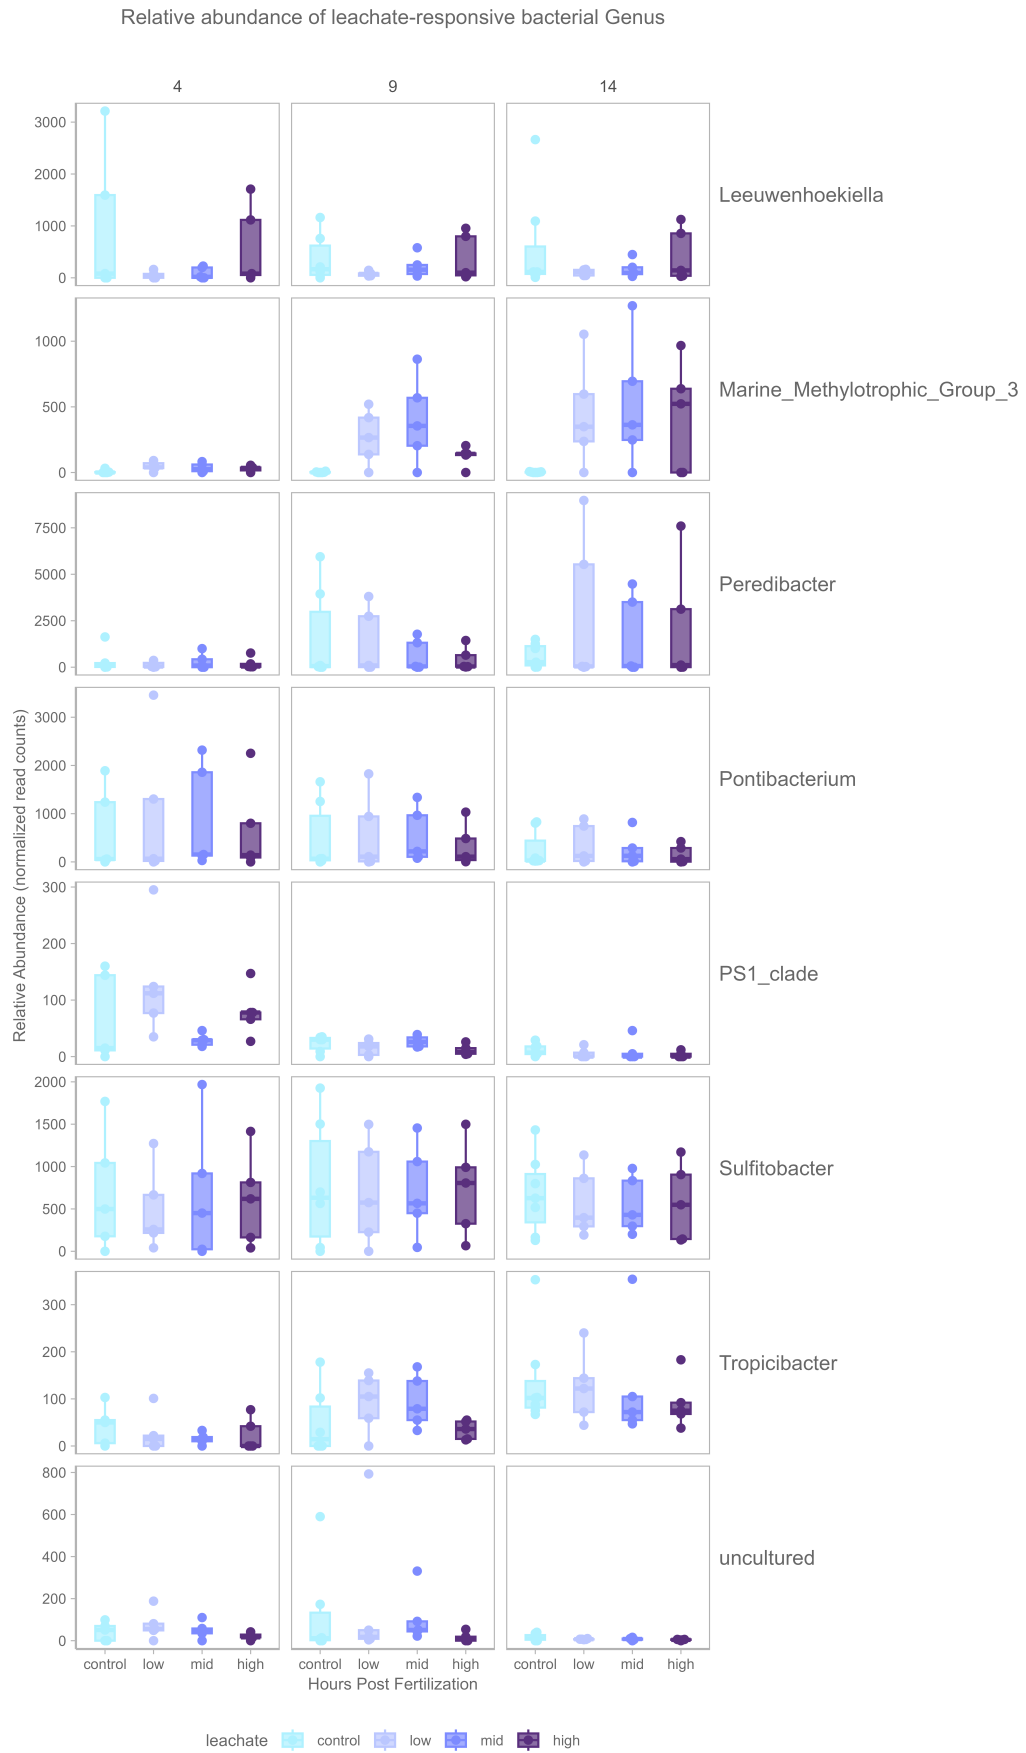 Relative abundance of leachate-responsive bacterial Genus
4 9 14
3000
2000
1000
0
Leeuwenhoekiella
1000
500
0
Marine_Methylotrophic_Group_3
7500
5000
2500
0
Peredibacter
3000
2000
1000
0
Pontibacterium
300
200
100
0
PS1_clade
2000
1500
1000
500
0
Sulfitobacter
300
200
100
0
Tropicibacter
800
600
400
200
0
uncultured
Relative Abundance (normalized read counts)
control low mid high control low mid high control low mid high
Hours Post Fertilization
leachate control low mid high